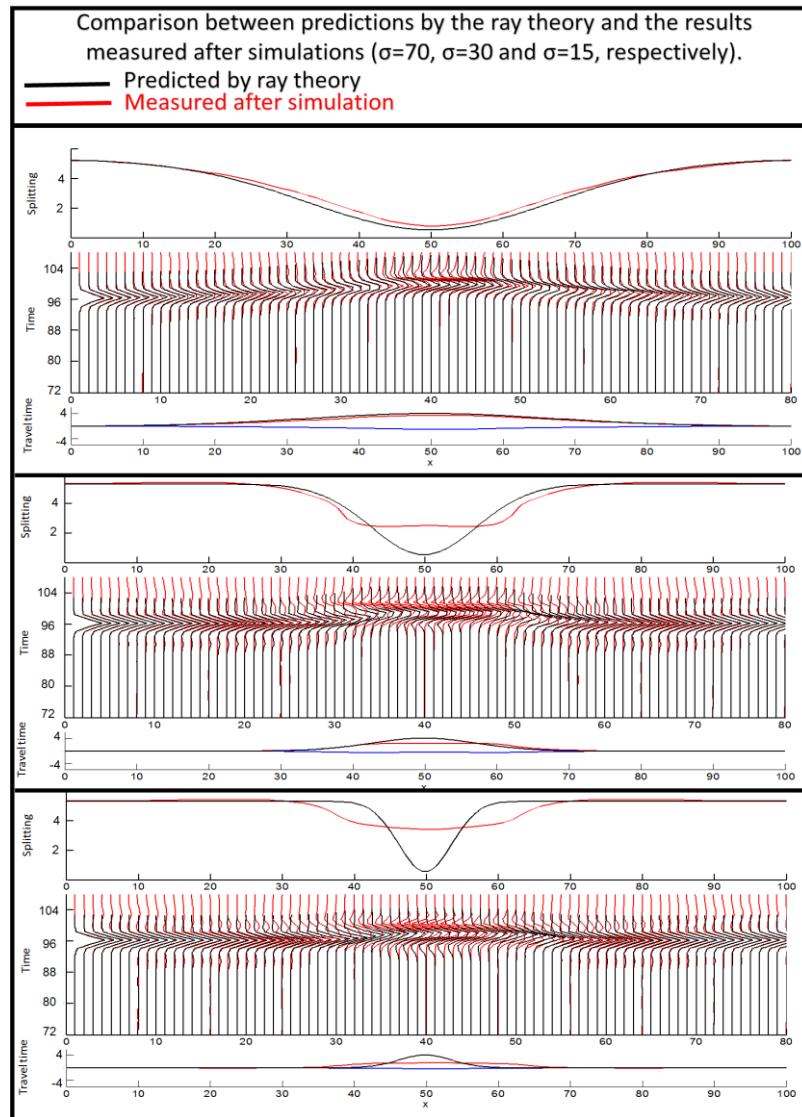 Comparison between predictions by the ray theory and the results
measured after simulations (σ=70, σ=30 and σ=15, respectively).
Predicted by ray theory
Measured after simulation
Splitting
4
2
0 10 20 30 40 50 60 70 80 90 100
Time
104
96
88
80
72
0 10 20 30 40 50 60 70 80
Travel time
4
-4
0 10 20 30 40 50 60 70 80 90 100
x
Splitting
4
2
0 10 20 30 40 50 60 70 80 90 100
Time
104
96
88
80
72
0 10 20 30 40 50 60 70 80
Travel time
4
-4
0 10 20 30 40 50 60 70 80 90 100
x
Splitting
4
2
0 10 20 30 40 50 60 70 80 90 100
Time
104
96
88
80
72
0 10 20 30 40 50 60 70 80
Travel time
4
-4
0 10 20 30 40 50 60 70 80 90 100
x